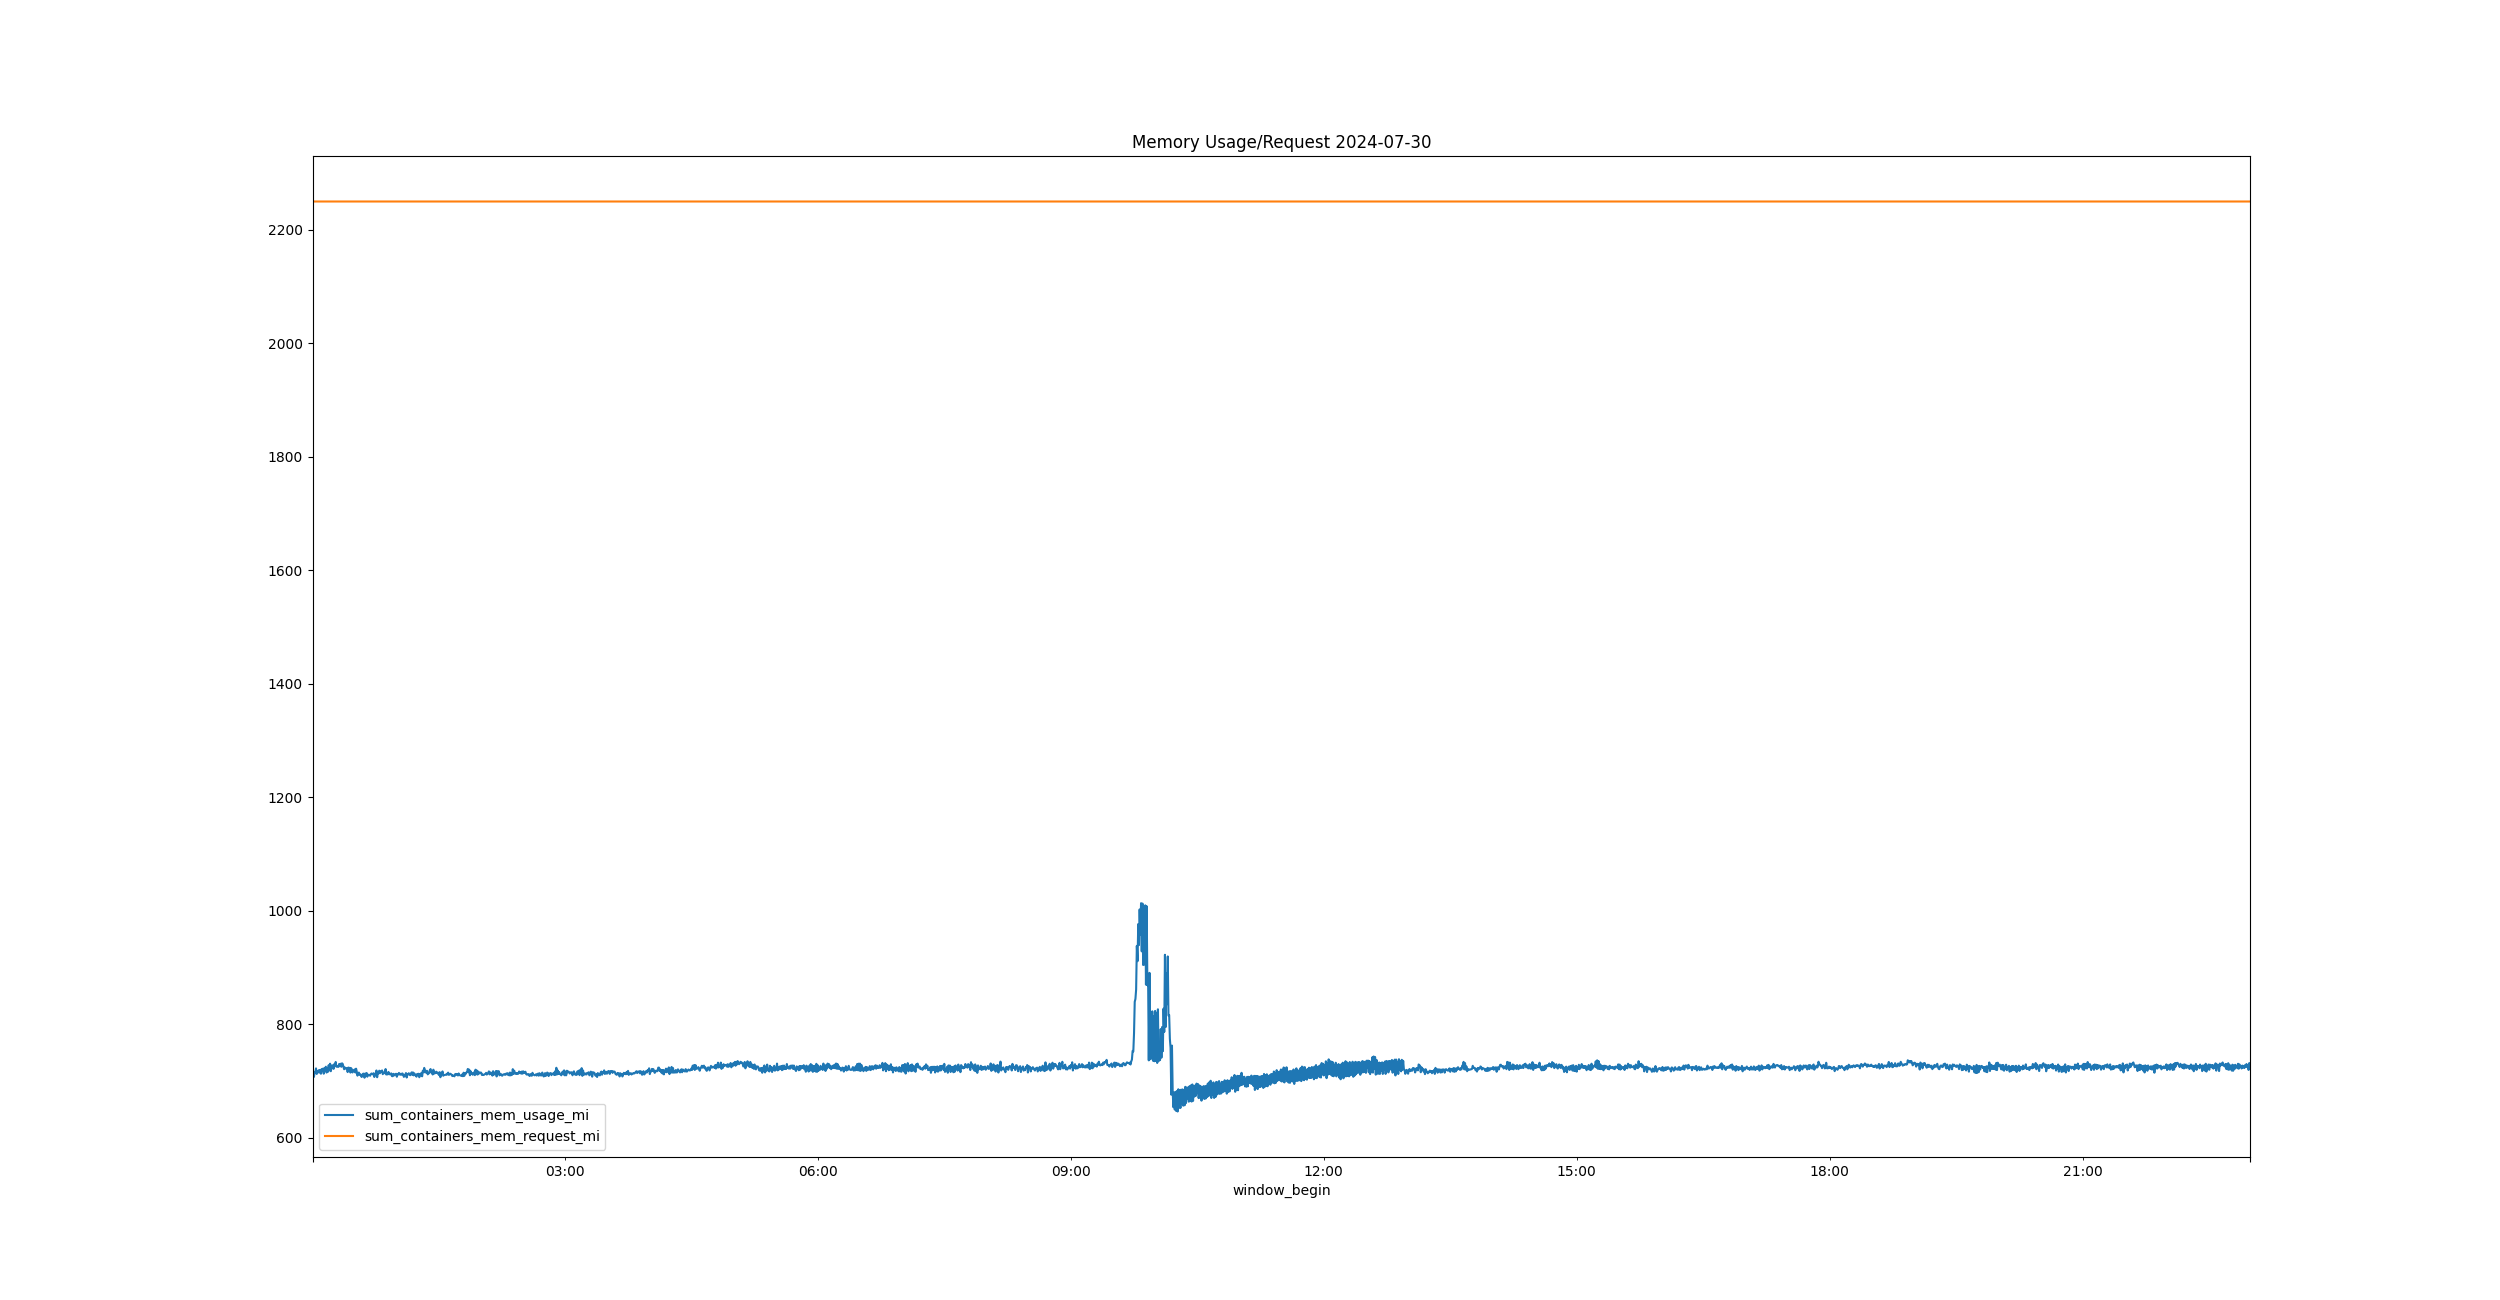 Memory Usage/Request 2024-07-30
2200
2000
1800
1600
1400
1200
1000
800
600
sum_containers_mem_usage_mi
sum_containers_mem_request_mi
03:00 06:00 09:00 12:00 15:00 18:00 21:00
window_begin